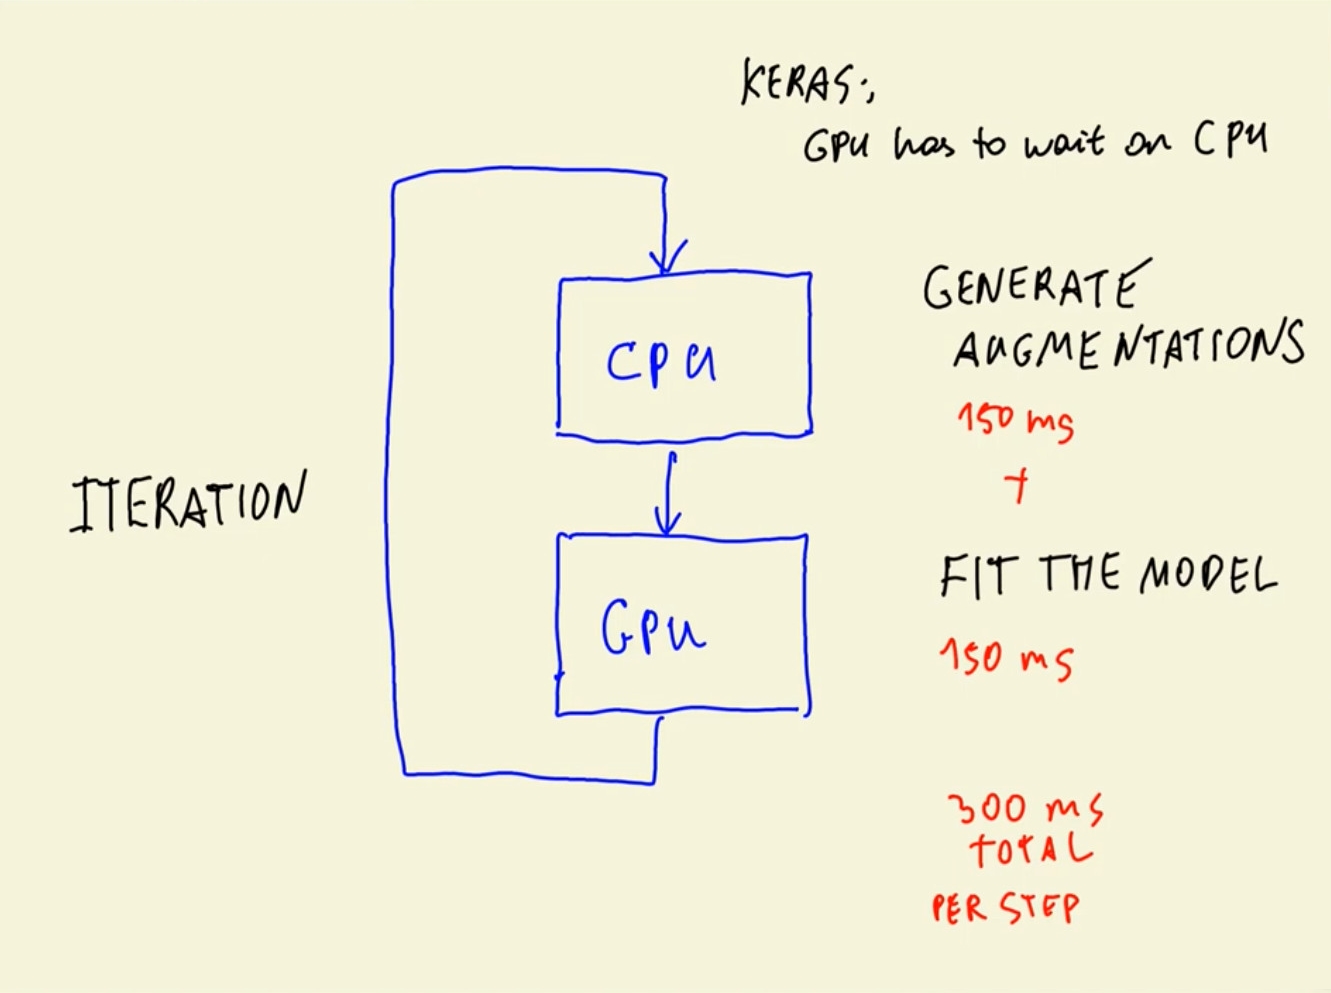 KERAS:,
GPU has to wait on CPU
GENERATE
AUGMENTATIONS
CPU
150 ms
+
ITERATION
FIT THE MODEL
GPU
150 ms
300 ms
TOTAL
PER STEP